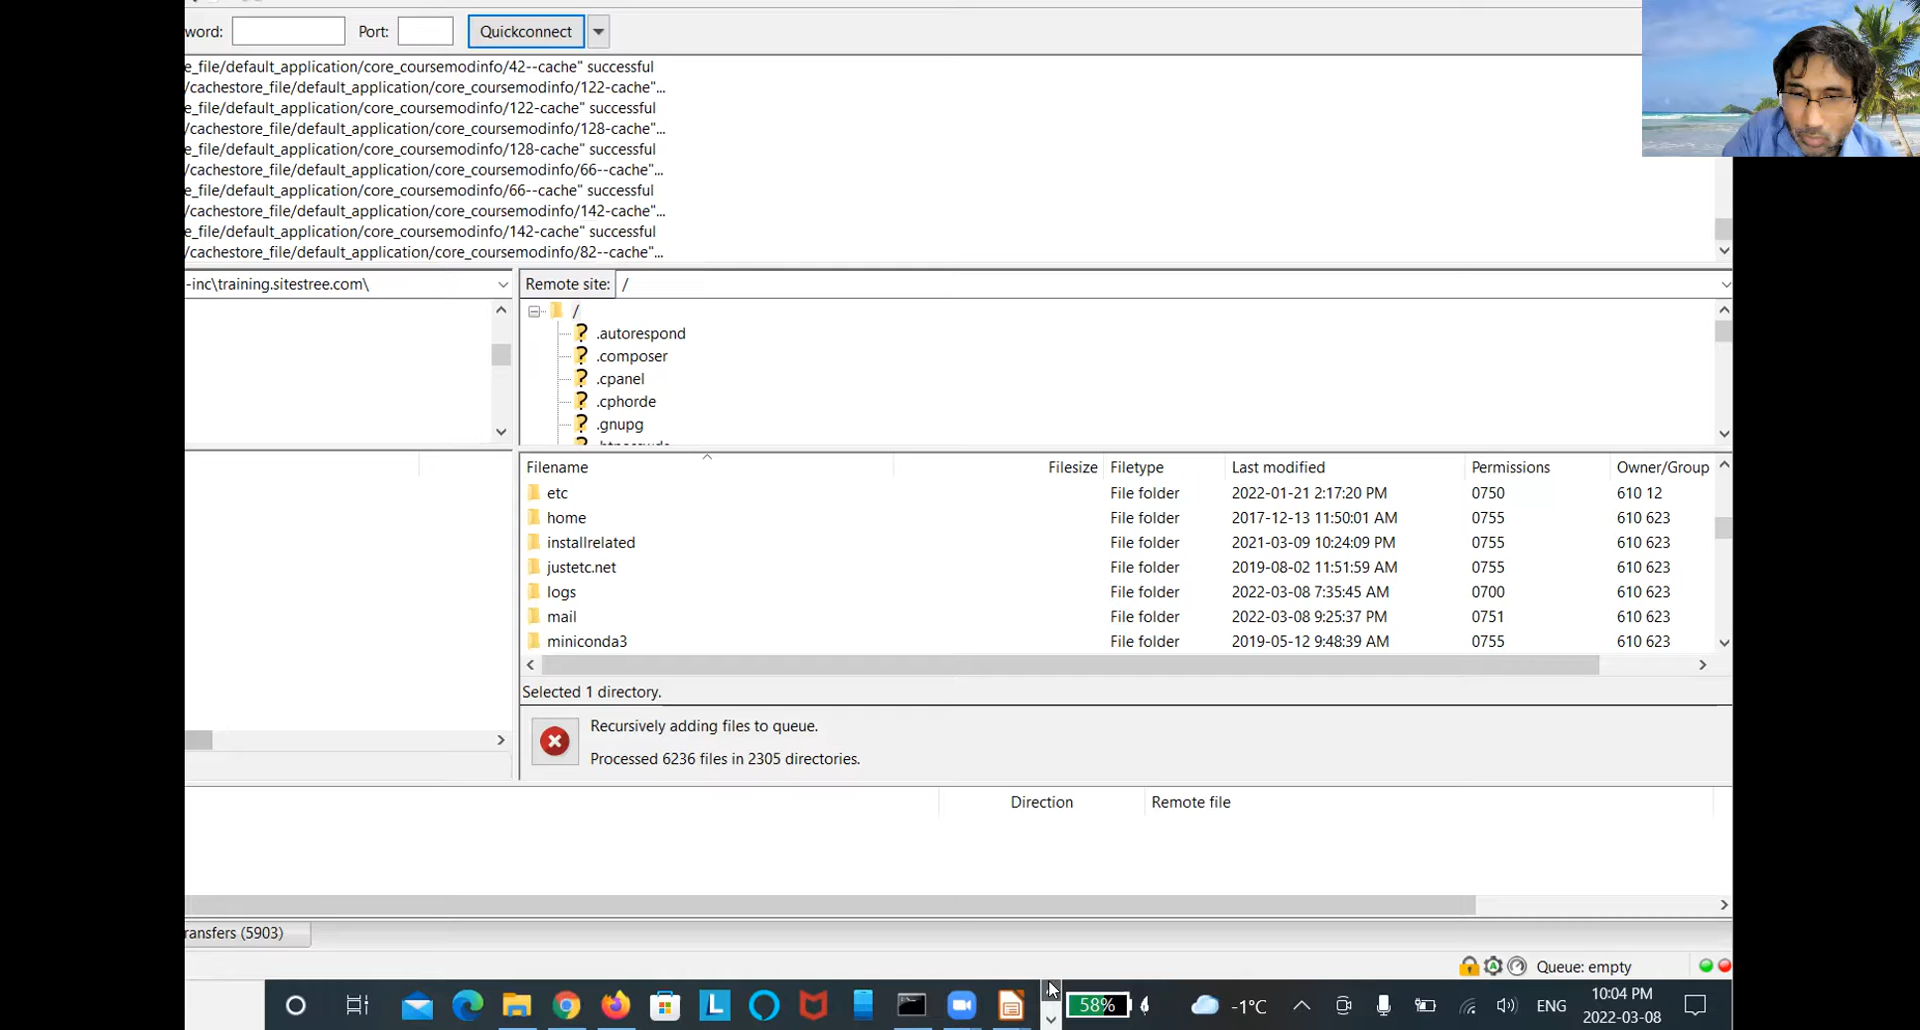 word: Port: Quickconnect
e_file/default_application/core_coursemodinfo/42--cache" successful
/cachestore_file/default_application/core_coursemodinfo/122-cache"...
e_file/default_application/core_coursemodinfo/122-cache" successful
/cachestore_file/default_application/core_coursemodinfo/128-cache"...
e_file/default_application/core_coursemodinfo/128-cache" successful
/cachestore_file/default_application/core_coursemodinfo/66--cache"...
e_file/default_application/core_coursemodinfo/66--cache" successful
/cachestore_file/default_application/core_coursemodinfo/142-cache"...
e_file/default_application/core_coursemodinfo/142-cache" successful
/cachestore_file/default_application/core_coursemodinfo/82--cache"...
-inc\training.sitestree.com\ Remote site: /
/
.autorespond
.composer
.cpanel
.cphorde
.gnupg
Filename Filesize Filetype Last modified Permissions Owner/Group
etc File folder 2022-01-21 2:17:20 PM 0750 610 12
home File folder 2017-12-13 11:50:01 AM 0755 610 623
installrelated File folder 2021-03-09 10:24:09 PM 0755 610 623
justetc.net File folder 2019-08-02 11:51:59 AM 0755 610 623
logs File folder 2022-03-08 7:35:45 AM 0700 610 623
mail File folder 2022-03-08 9:25:37 PM 0751 610 623
miniconda3 File folder 2019-05-12 9:48:39 AM 0755 610 623
Selected 1 directory.
Recursively adding files to queue.
Processed 6236 files in 2305 directories.
Direction Remote file
ransfers (5903)
Queue: empty
58% -1°C ENG 10:04 PM
2022-03-08